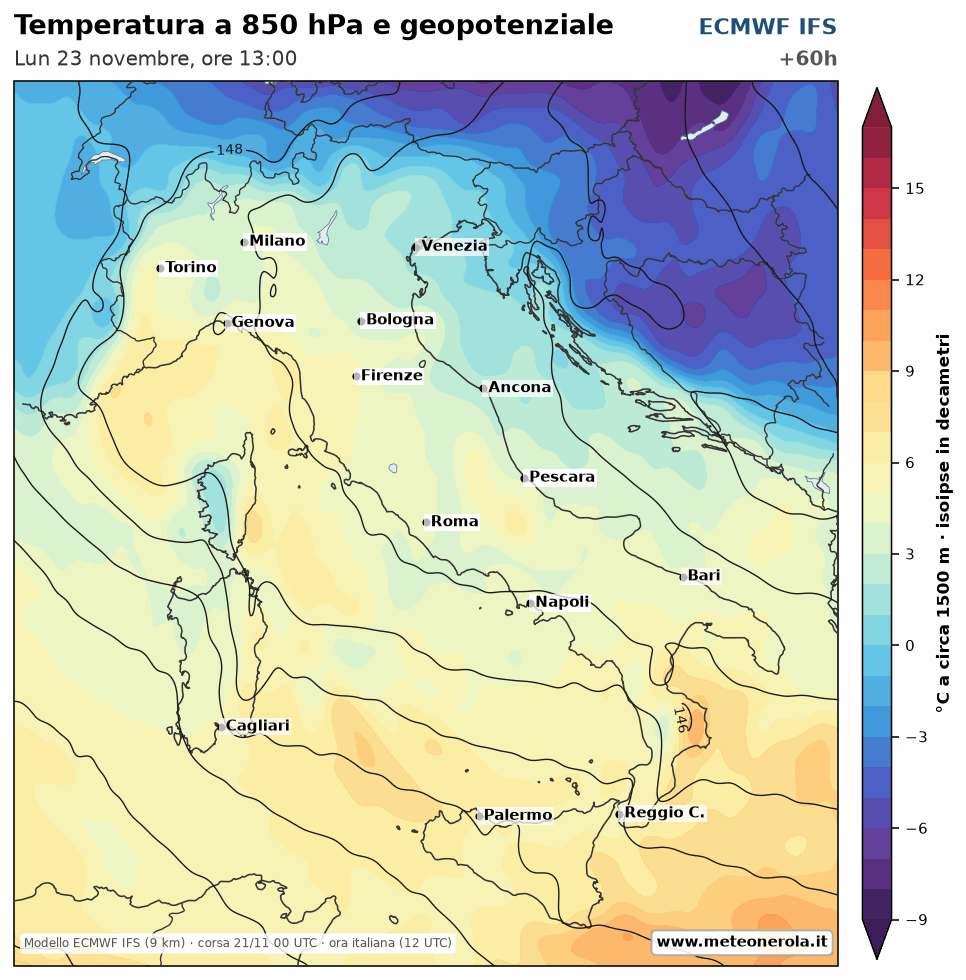 Temperatura a 850 hPa e geopotenziale
ECMWF IFS
Lun 23 novembre, ore 13:00
+60h
148
Milano
Venezia
Torino
Genova
Bologna
Firenze
Ancona
Pescara
Roma
Bari
Napoli
146
Cagliari
Palermo
Reggio C.
15
12
9
6
3
0
−3
−6
−9
°C a circa 1500 m · isoipse in decametri
Modello ECMWF IFS (9 km) · corsa 21/11 00 UTC · ora italiana (12 UTC)
www.meteonerola.it